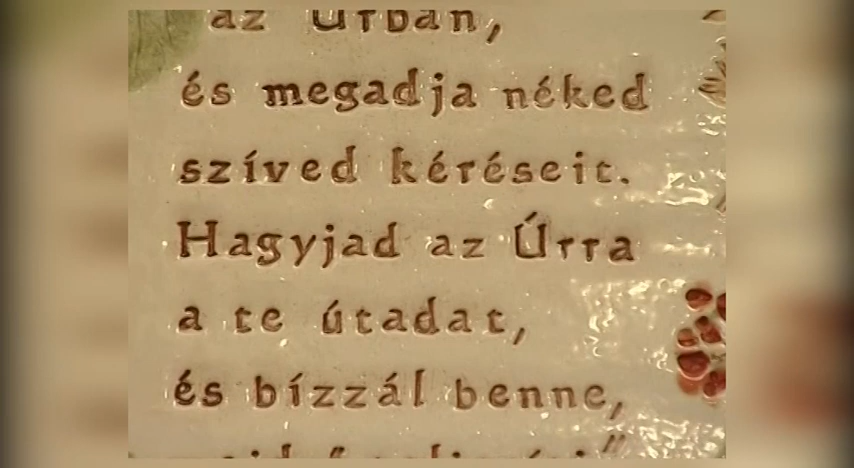 az Úrban,
és megadja néked
szíved kéréseit.
Hagyjad az Úrra
a te útadat,
és bízzál benne,